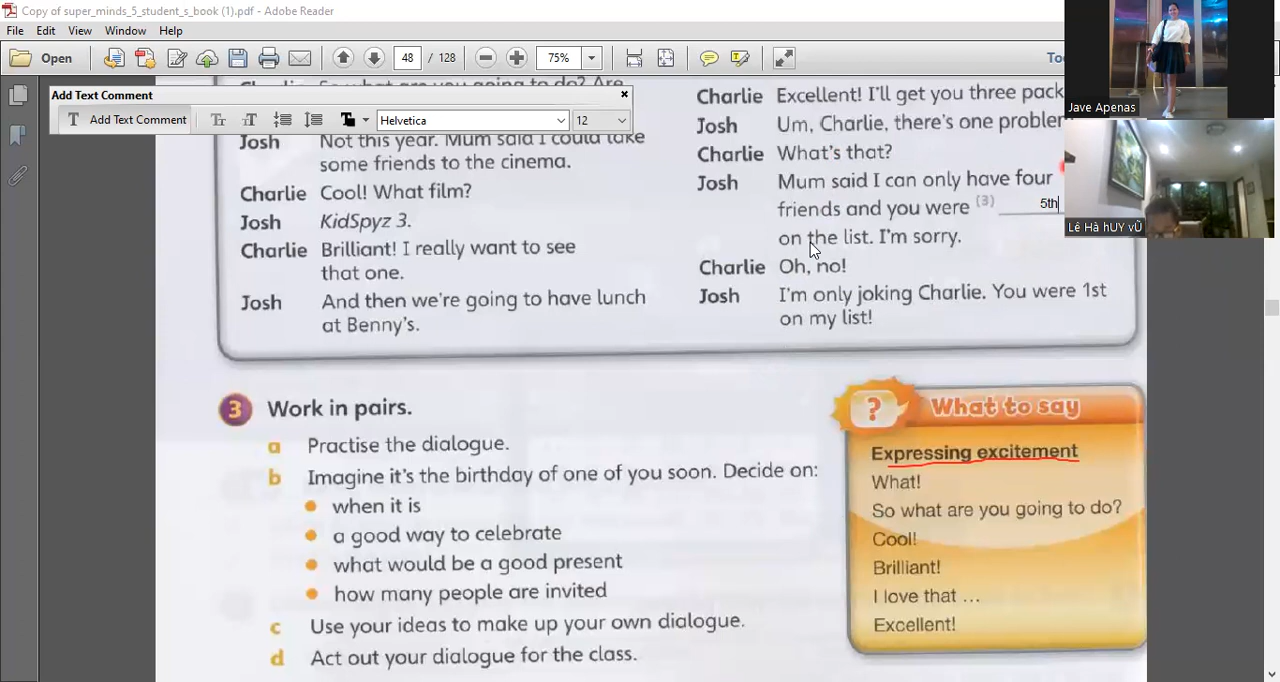 Copy of super_minds_5_student_s_book (1).pdf - Adobe Reader
File Edit View Window Help
Open 48 / 128 75%
Add Text Comment
T Add Text Comment Helvetica 12
Charlie So what are you going to do? Are
Josh Not this year. Mum said I could take
some friends to the cinema.
Charlie Cool! What film?
Josh KidSpyz 3.
Charlie Brilliant! I really want to see
that one.
Josh And then we're going to have lunch
at Benny's.
Charlie Excellent! I'll get you three pack
Josh Um, Charlie, there's one problem
Charlie What's that?
Josh Mum said I can only have four
friends and you were (3) 5th
on the list. I'm sorry.
Charlie Oh, no!
Josh I'm only joking Charlie. You were 1st
on my list!
Jave Apenas
Lê Hà hUY vŨ
3 Work in pairs.
a Practise the dialogue.
b Imagine it's the birthday of one of you soon. Decide on:
when it is
a good way to celebrate
what would be a good present
how many people are invited
c Use your ideas to make up your own dialogue.
d Act out your dialogue for the class.
? What to say
Expressing excitement
What!
So what are you going to do?
Cool!
Brilliant!
I love that ...
Excellent!